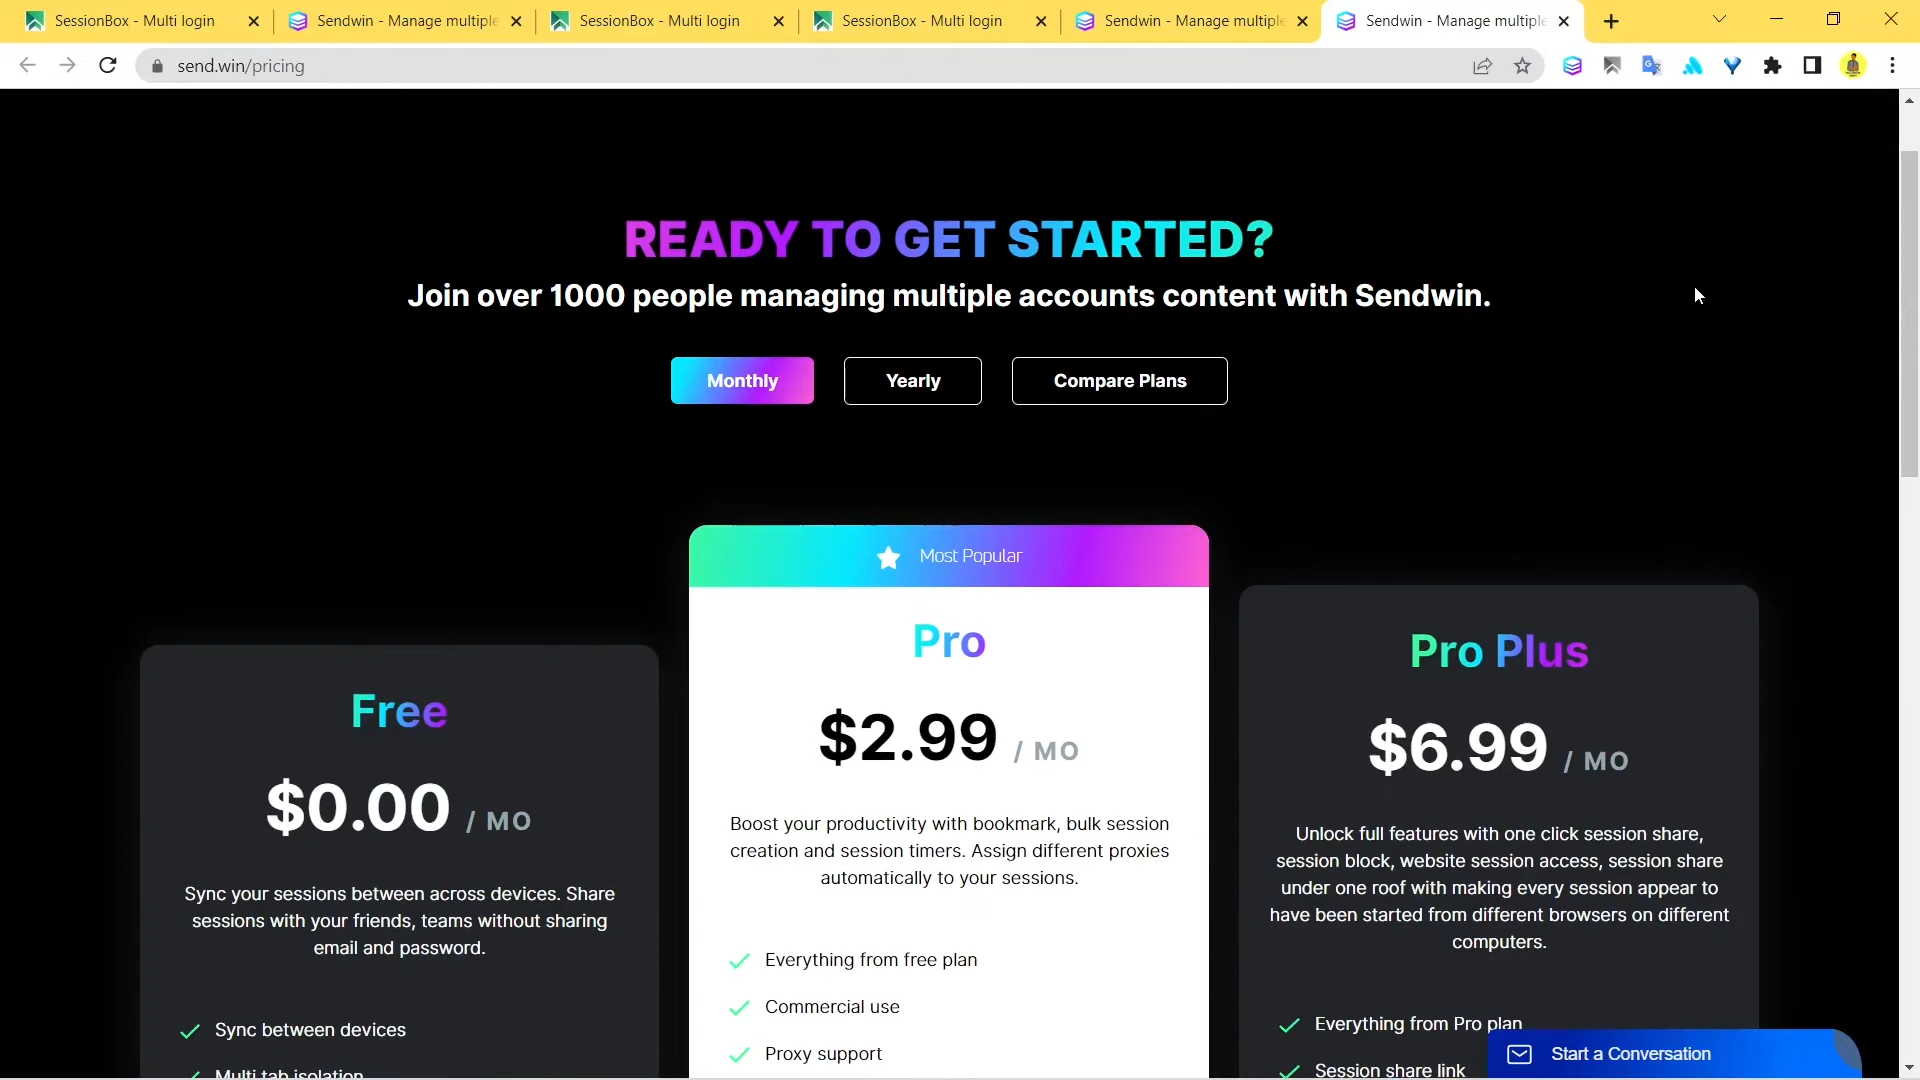 SessionBox - Multi login
Sendwin - Manage multiple
SessionBox - Multi login
SessionBox - Multi login
Sendwin - Manage multiple
Sendwin - Manage multiple
send.win/pricing
READY TO GET STARTED?
Join over 1000 people managing multiple accounts content with Sendwin.
Monthly
Yearly
Compare Plans
Free
$0.00 / MO
Sync your sessions between across devices. Share
sessions with your friends, teams without sharing
email and password.
Sync between devices
Multi tab isolation
Most Popular
Pro
$2.99 / MO
Boost your productivity with bookmark, bulk session
creation and session timers. Assign different proxies
automatically to your sessions.
Everything from free plan
Commercial use
Proxy support
Pro Plus
$6.99 / MO
Unlock full features with one click session share,
session block, website session access, session share
under one roof with making every session appear to
have been started from different browsers on different
computers.
Everything from Pro plan
Session share link
Start a Conversation